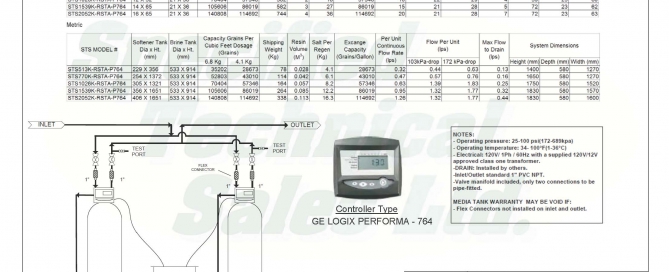 STS1539K-RSTA-P764 14 X 65 21 X 36 105606 86019 582 3 27 86019 15 21 28 5 72 23 62
STS2052K-RSTA-P764 16 X 65 21 X 36 140808 114692 744 4 36 114692 20 21 28 7 72 23 63
Metric
STS MODEL # Softener Tank Dia x Ht. (mm) Brine Tank Dia x Ht. (mm) Capacity Grains Per Cubic Feet Dosage (Grains) Shipping Weight (Kg) Resin Volume (M³) Salt Per Regen (Kg) Excange Capacity (Grains/Gallon) Per Unit Continuous Flow Rate (lps) Flow Per Unit (lps) Max Flow to Drain (lps) System Dimensions
6,8 Kg 4,1 Kg 103kPa-drop 172 kPa-drop Height (mm) Depth (mm) Width (mm)
STS513K-RSTA-P764 229 X 356 533 X 914 35202 28673 78 0.028 4.1 28673 0.32 0.44 0.63 0.13 1400 580 1270
STS770K-RSTA-P764 254 X 1372 533 X 914 52803 43010 114 0.042 6.1 43010 0.47 0.57 0.76 0.16 1650 580 1270
STS1026K-RSTA-P764 305 X 1321 533 X 914 70404 57346 164 0.057 8.2 57346 0.63 1.39 1.83 0.25 1600 580 1520
STS1539K-RSTA-P764 356 X 1651 533 X 914 105606 86019 264 0.085 12.2 86019 0.95 1.32 1.77 0.32 1830 580 1570
STS2052K-RSTA-P764 406 X 1651 533 X 914 140808 114692 338 0.113 16.3 114692 1.26 1.32 1.77 0.44 1830 580 1600
INLET OUTLET
TEST PORT
TEST PORT
FLEX CONNECTOR
1" 1" 1" 1"
Controller Type
GE LOGIX PERFORMA - 764
NOTES:
- Operating pressure: 25-100 psi(172-689kpa)
- Operating temperature: 34- 100°F(1-36°C)
- Electrical: 120V/ 1Ph / 60Hz with a supplied 120V/12V
approved class one transformer.
-DRAIN: Installed by others.
-Inlet/Outlet standard 1" PVC NPT.
-Valve manifold included, only two connections to be
pipe-fitted.
MEDIA TANK WARRANTY MAY BE VOID IF:
- Flex Connectors not installed on inlet and outlet.